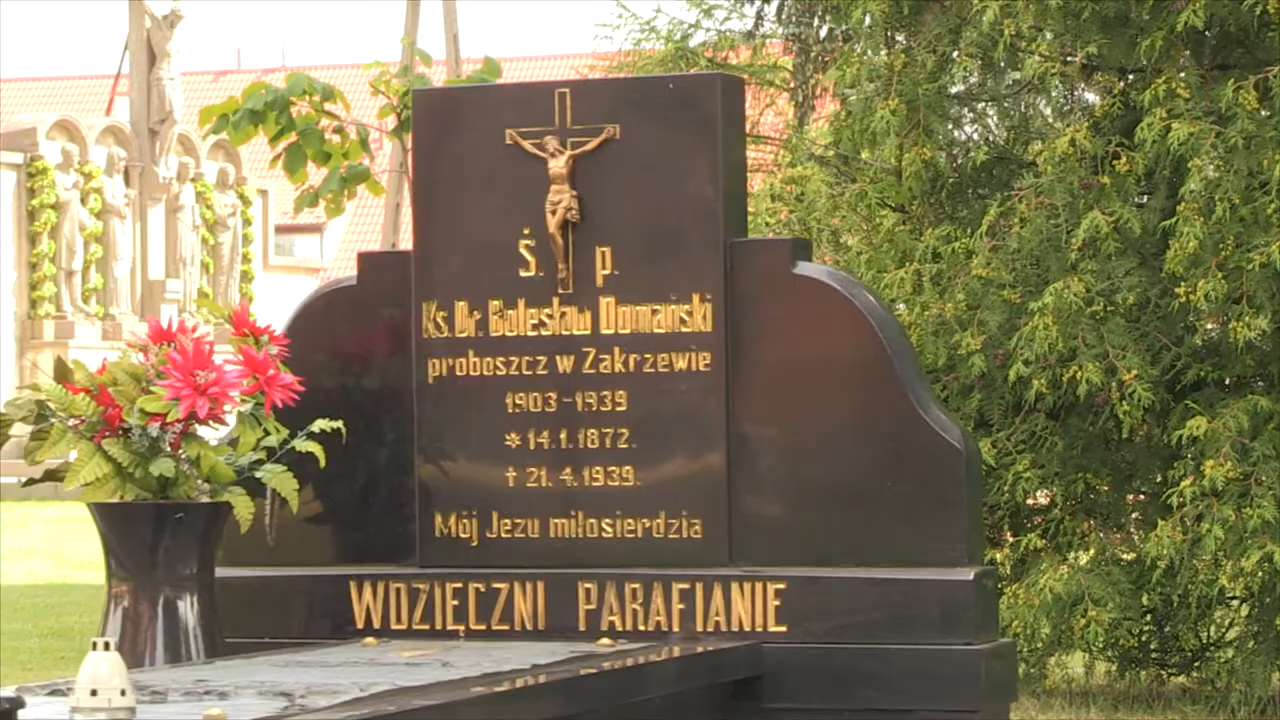 Ś. p.
Ks. Dr. Bolesław Domański
proboszcz w Zakrzewie
1903-1939
* 14.1.1872.
† 21. 4.1939.
Mój Jezu miłosierdzia
WDZIĘCZNI PARAFIANIE